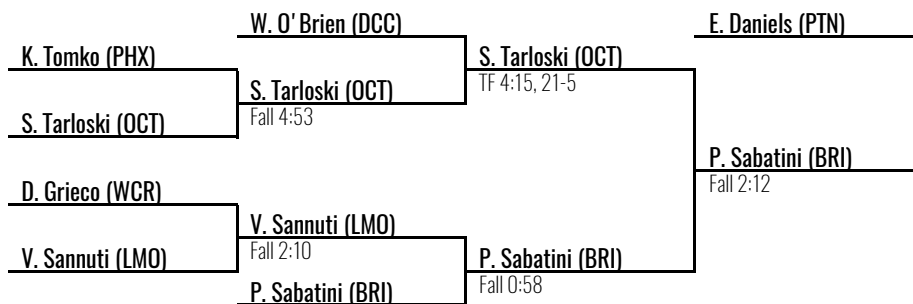 W. O'Brien (DCC)
E. Daniels (PTN)
K. Tomko (PHX)
S. Tarloski (OCT)
TF 4:15, 21-5
S. Tarloski (OCT)
Fall 4:53
S. Tarloski (OCT)
P. Sabatini (BRI)
Fall 2:12
D. Grieco (WCR)
V. Sannuti (LMO)
Fall 2:10
V. Sannuti (LMO)
P. Sabatini (BRI)
Fall 0:58
P. Sabatini (BRI)